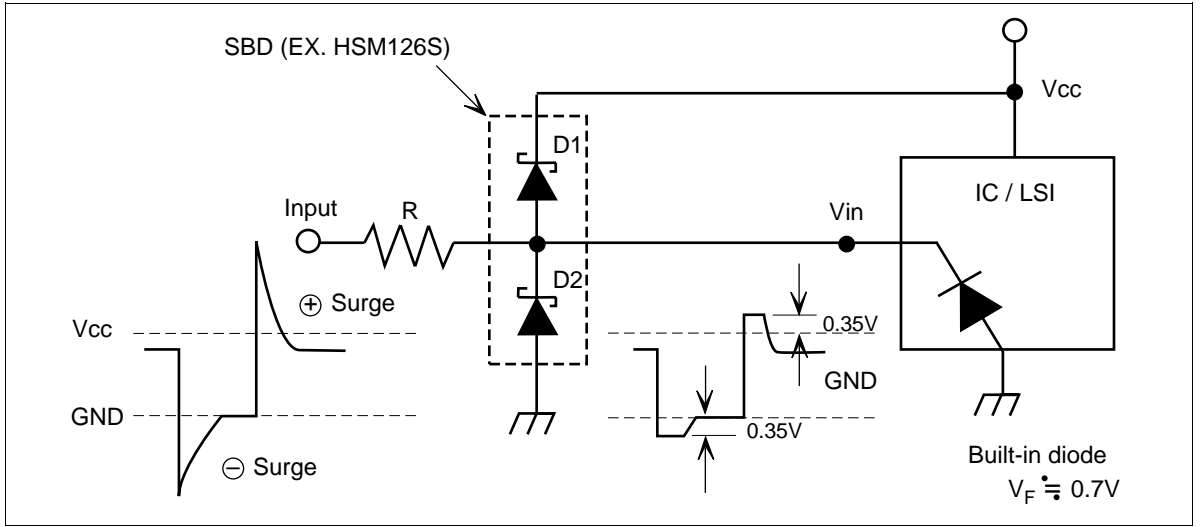 SBD (EX. HSM126S)
Vcc
D1
IC / LSI
Input
R
Vin
D2
⊕ Surge
Vcc
0.35V
GND
GND
0.35V
⊖ Surge
Built-in diode
VF ≒ 0.7V